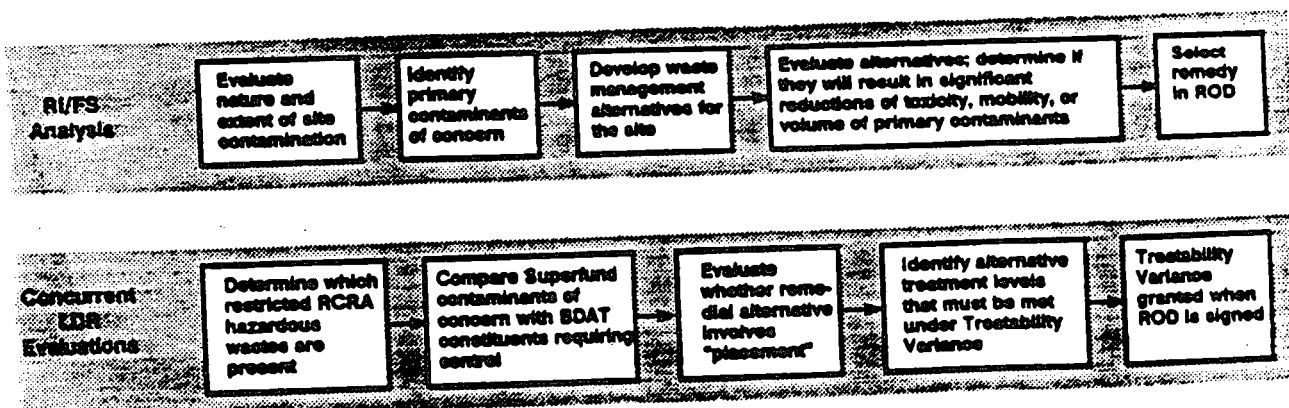 RI/FS
Analysis
Evaluate
nature and
extent of site
contamination
Identify
primary
contaminants
of concern
Develop waste
management
alternatives for
the site
Evaluate alternatives; determine if
they will result in significant
reductions of toxicity, mobility, or
volume of primary contaminants
Select
remedy
in ROD
Concurrent
LDR
Evaluations
Determine which
restricted RCRA
hazardous
wastes are
present
Compare Superfund
contaminants of
concern with BDAT
constituents requiring
control
Evaluate
whether reme-
dial alternative
involves
"placement"
Identify alternative
treatment levels
that must be met
under Treatability
Variance
Treatability
Variance
granted when
ROD is signed